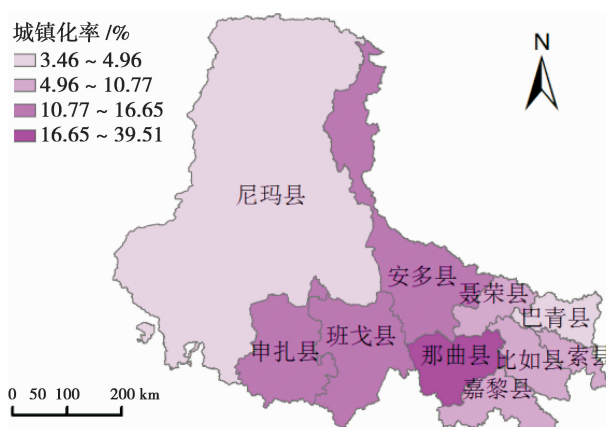 城镇化率 /%
3.46 ~ 4.96
4.96 ~ 10.77
10.77 ~ 16.65
16.65 ~ 39.51
N
尼玛县
安多县
聂荣县
巴青县
申扎县
班戈县
那曲县
比如县
索县
嘉黎县
0 50 100 200 km